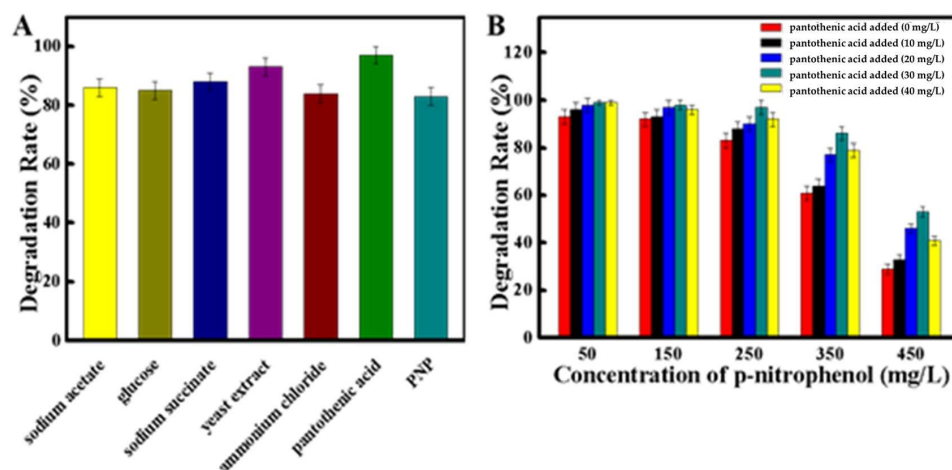 A
Degradation Rate (%)
100
80
60
40
20
0
sodium acetate
glucose
sodium succinate
yeast extract
ammonium chloride
pantothenic acid
PNP
B
Degradation Rate (%)
120
100
80
60
40
20
0
pantothenic acid added (0 mg/L)
pantothenic acid added (10 mg/L)
pantothenic acid added (20 mg/L)
pantothenic acid added (30 mg/L)
pantothenic acid added (40 mg/L)
50 150 250 350 450
Concentration of p-nitrophenol (mg/L)